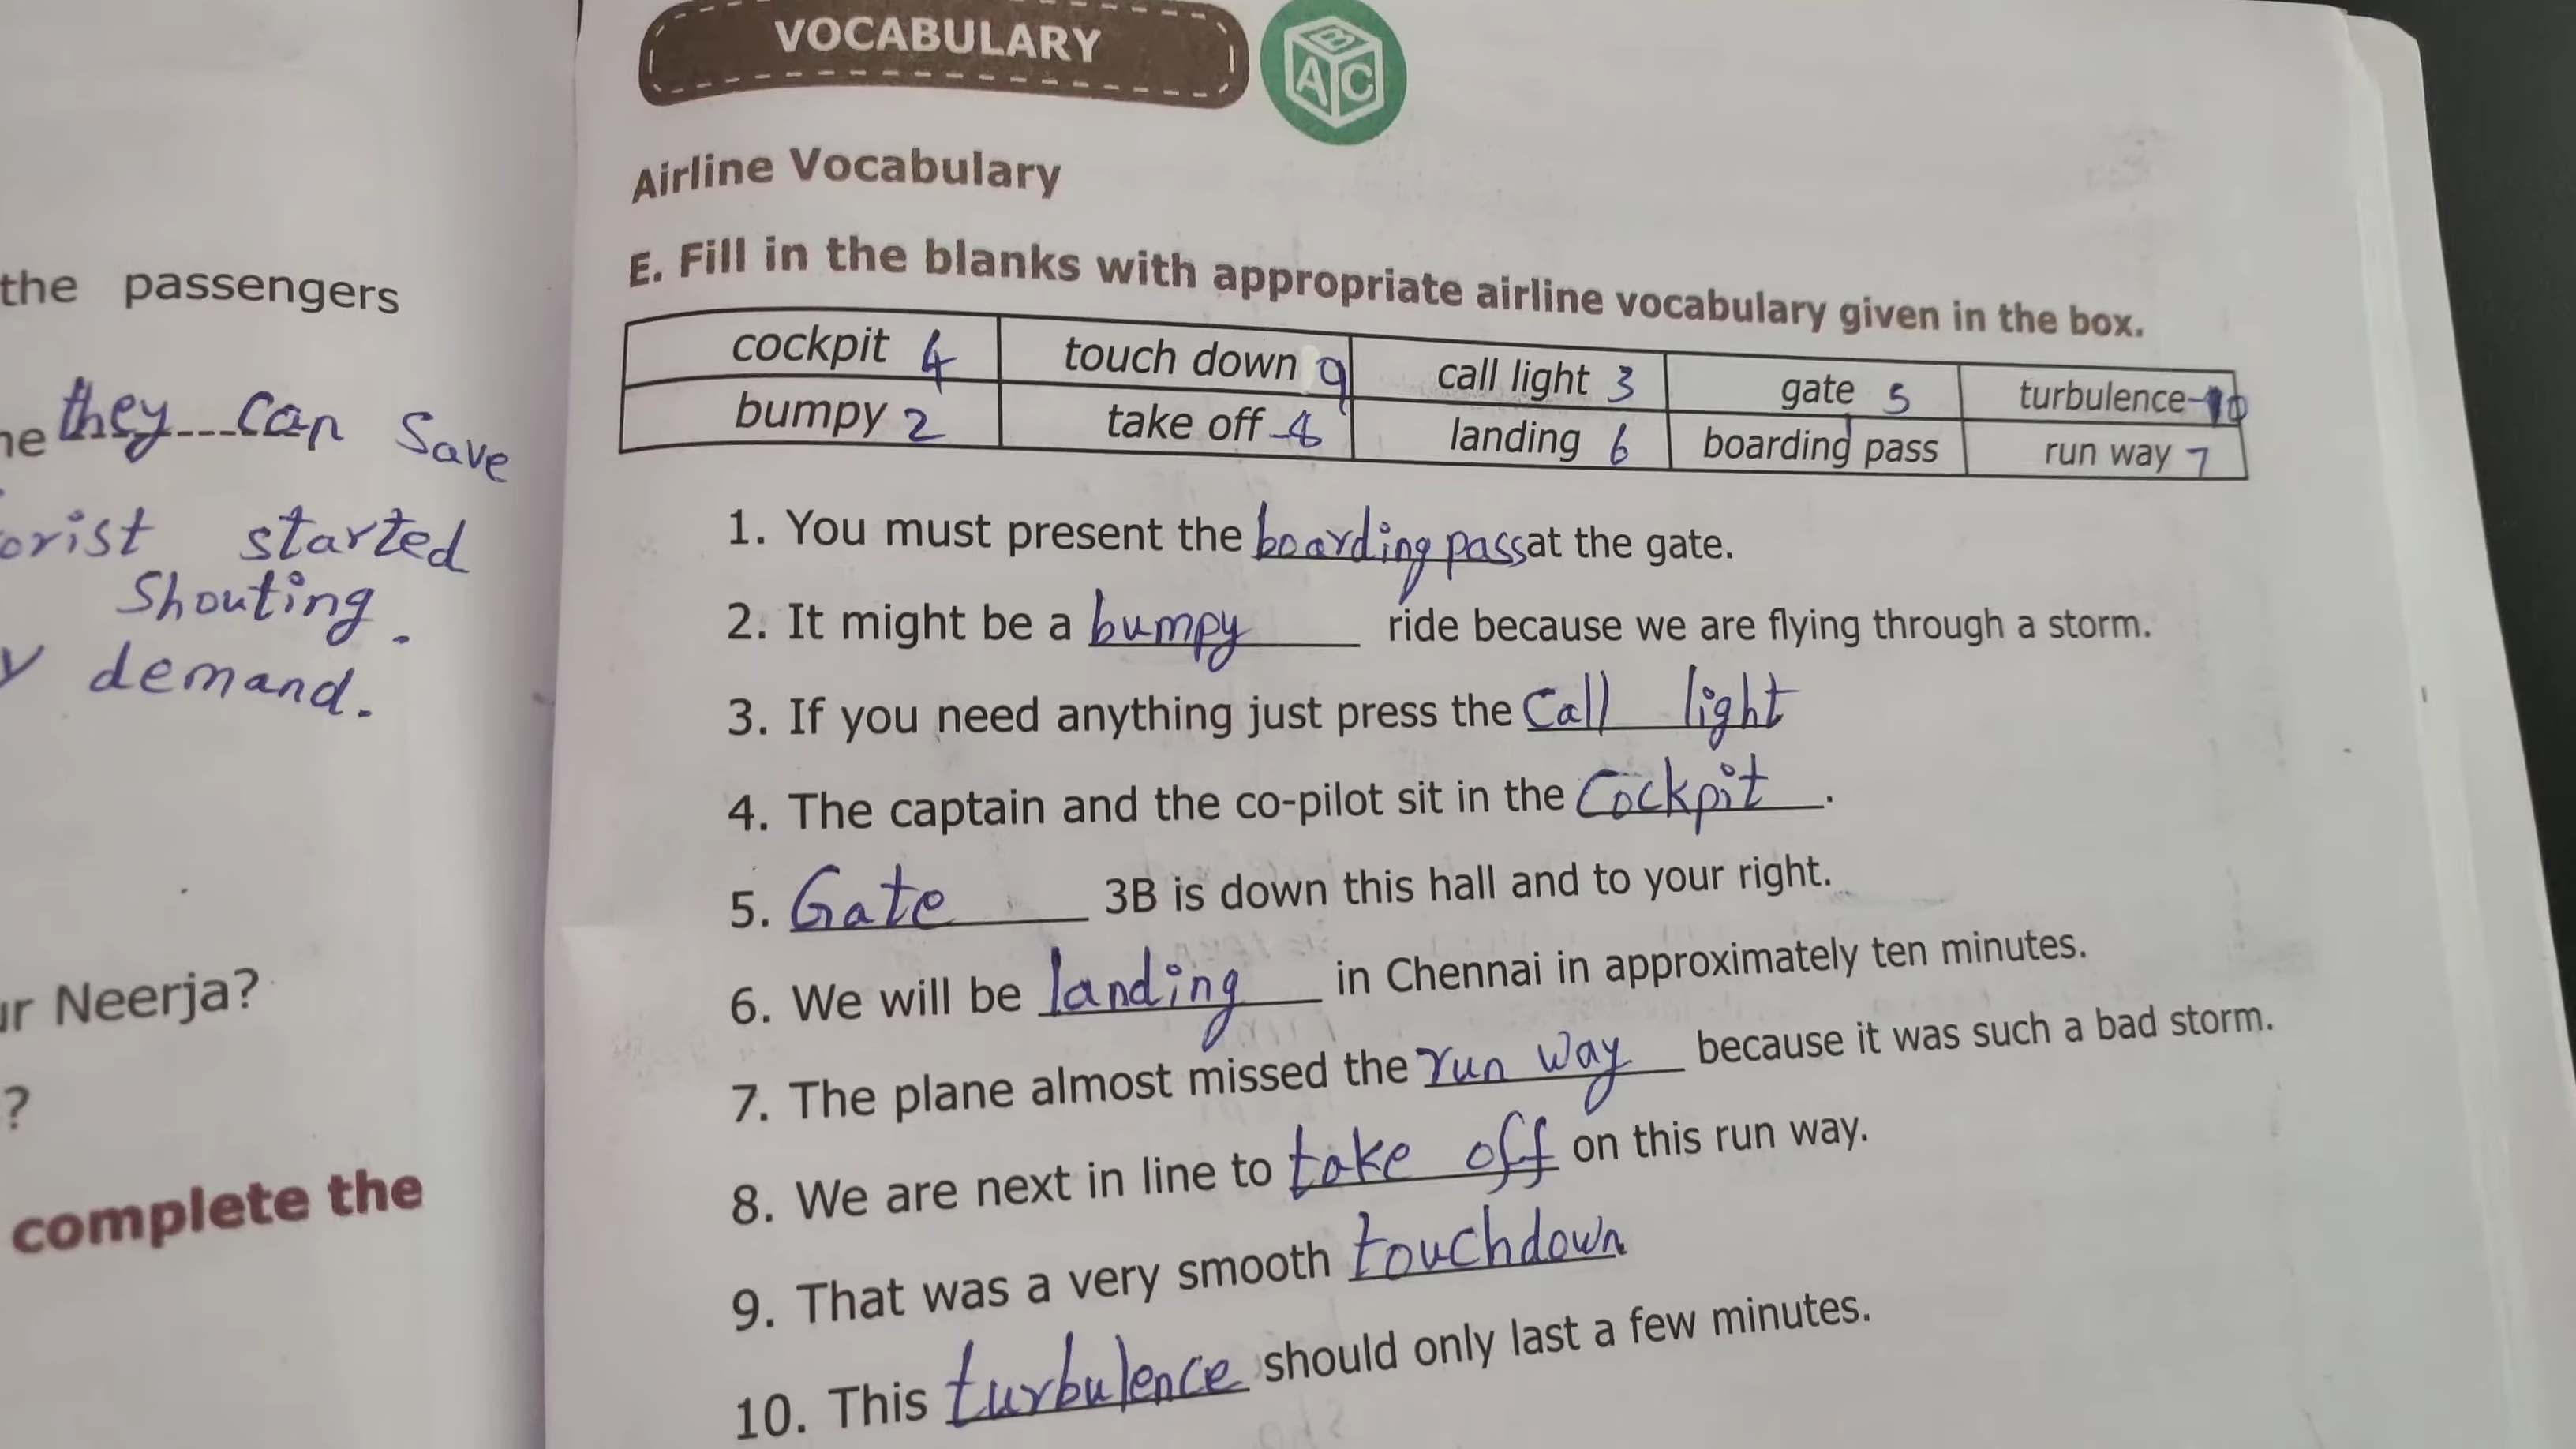 the passengers
ne they can save
orist started
Shouting.
y demand.
ur Neerja?
?
complete the
VOCABULARY
A B C
Airline Vocabulary
E. Fill in the blanks with appropriate airline vocabulary given in the box.
cockpit 4 touch down 9 call light 3 gate 5 turbulence-10
bumpy 2 take off -8 landing 6 boarding pass 1 run way 7
1. You must present the boarding pass at the gate.
2. It might be a bumpy ride because we are flying through a storm.
3. If you need anything just press the Call light
4. The captain and the co-pilot sit in the Cockpit.
5. Gate 3B is down this hall and to your right.
6. We will be landing in Chennai in approximately ten minutes.
7. The plane almost missed the run way because it was such a bad storm.
8. We are next in line to take off on this run way.
9. That was a very smooth touchdown
10. This turbulence should only last a few minutes.